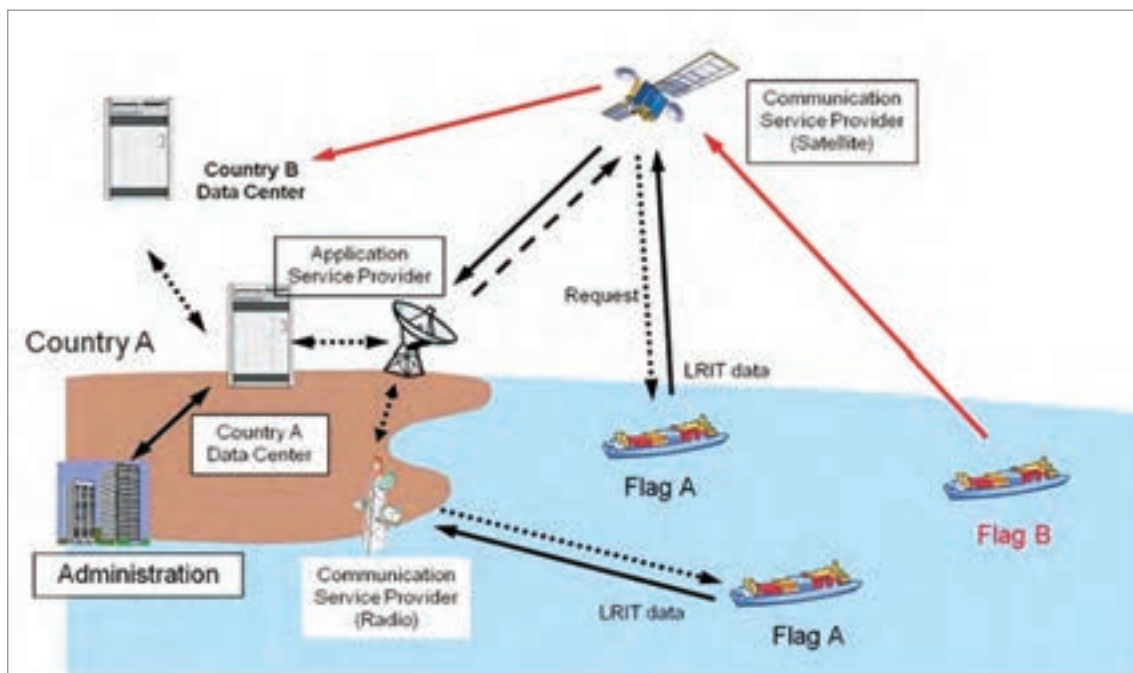 Communication
Service Provider
(Satellite)
Country B
Data Center
Application
Service Provider
Request
Country A
LRIT data
Country A
Data Center
Flag A
Flag B
Administration
Communication
Service Provider
(Radio)
LRIT data
Flag A